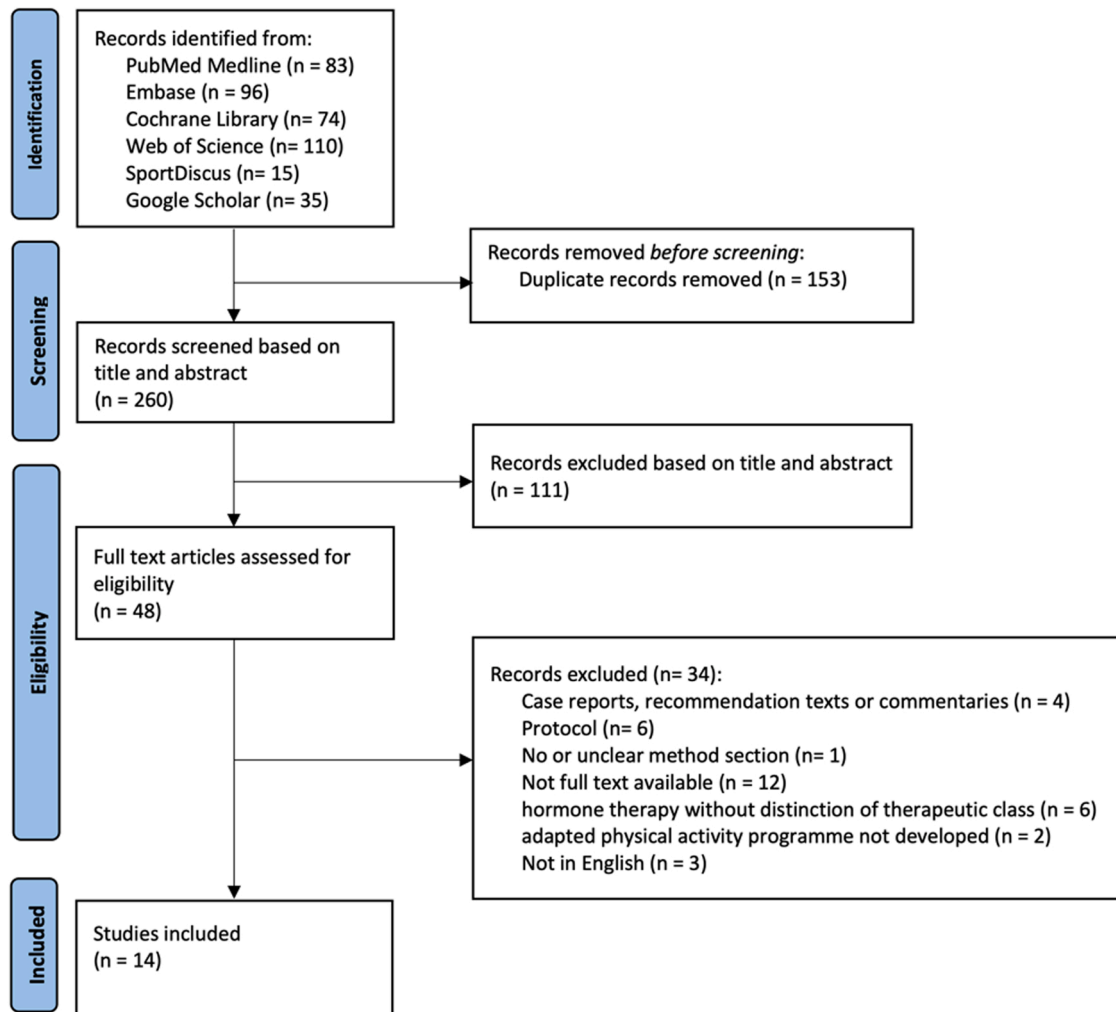 Identification
Records identified from:
PubMed Medline (n = 83)
Embase (n = 96)
Cochrane Library (n= 74)
Web of Science (n= 110)
SportDiscus (n= 15)
Google Scholar (n= 35)
Records removed before screening:
Duplicate records removed (n = 153)
Screening
Records screened based on
title and abstract
(n = 260)
Records excluded based on title and abstract
(n = 111)
Eligibility
Full text articles assessed for
eligibility
(n = 48)
Records excluded (n= 34):
Case reports, recommendation texts or commentaries (n = 4)
Protocol (n= 6)
No or unclear method section (n= 1)
Not full text available (n = 12)
hormone therapy without distinction of therapeutic class (n = 6)
adapted physical activity programme not developed (n = 2)
Not in English (n = 3)
Included
Studies included
(n = 14)